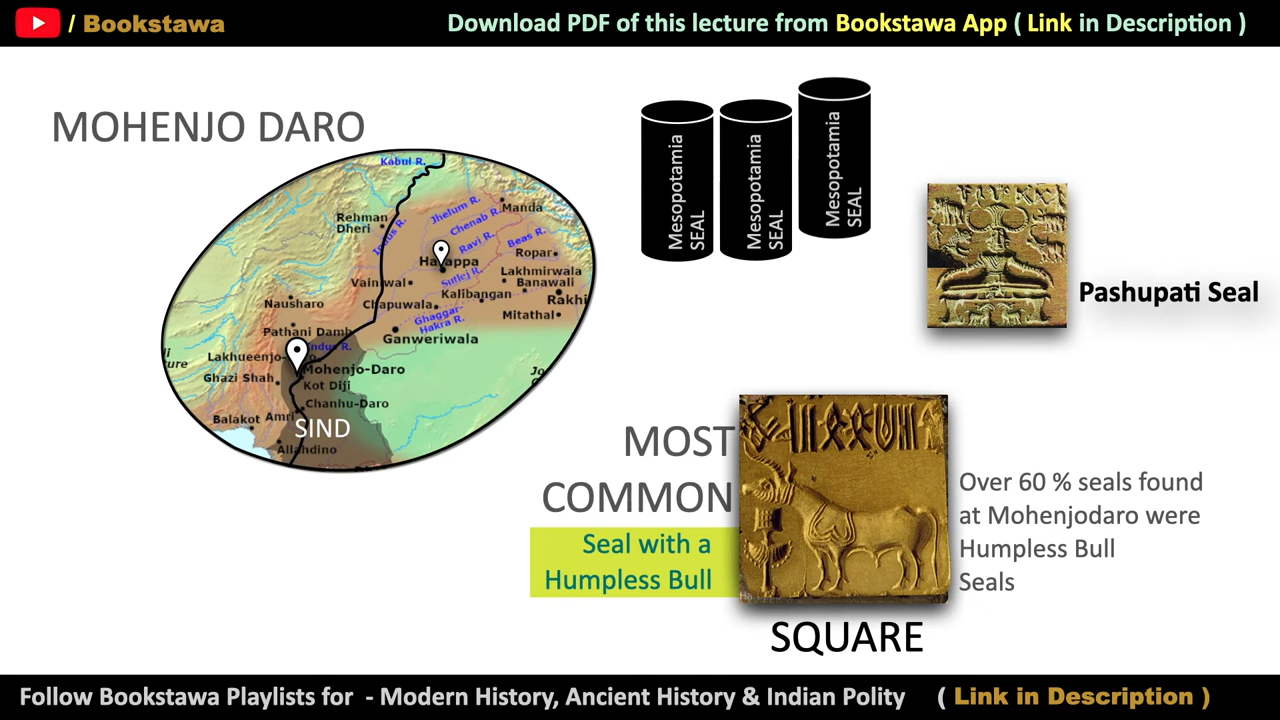 / Bookstawa
Download PDF of this lecture from Bookstawa App ( Link in Description )
MOHENJO DARO
Kabul R.
Rehman
Dheri
Indus R.
Jhelum R.
Manda
Chenab R.
Ravi R.
Beas R.
Harappa
Ropar
Sutlej R.
Lakhmirwala
Vainiwal
Banawali
Kalibangan
Rakhi
Nausharo
Chapuwala
Ghaggar-
Hakra R.
Mitathal
Pathani Damb
Ganweriwala
Indus R.
Lakhueenjo-
Mohenjo-Daro
Ghazi Shah
Kot Diji
Chanhu-Daro
Balakot
Amri
SIND
Allahdino
Mesopotamia
SEAL
Mesopotamia
SEAL
Mesopotamia
SEAL
Pashupati Seal
MOST
COMMON
Seal with a
Humpless Bull
Over 60 % seals found
at Mohenjodaro were
Humpless Bull
Seals
SQUARE
Follow Bookstawa Playlists for - Modern History, Ancient History & Indian Polity ( Link in Description )